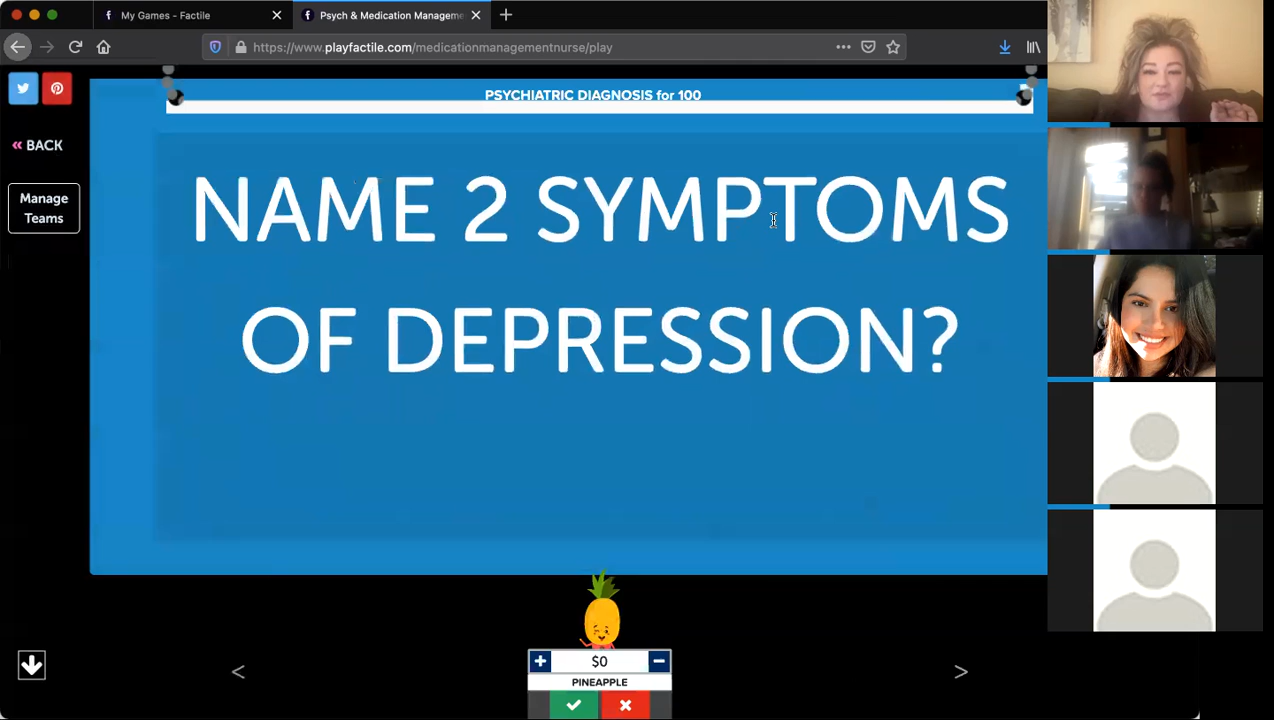 My Games - Factile
Psych & Medication Manageme
https://www.playfactile.com/medicationmanagementnurse/play
PSYCHIATRIC DIAGNOSIS for 100
« BACK
Manage
Teams
NAME 2 SYMPTOMS
OF DEPRESSION?
$0
PINEAPPLE